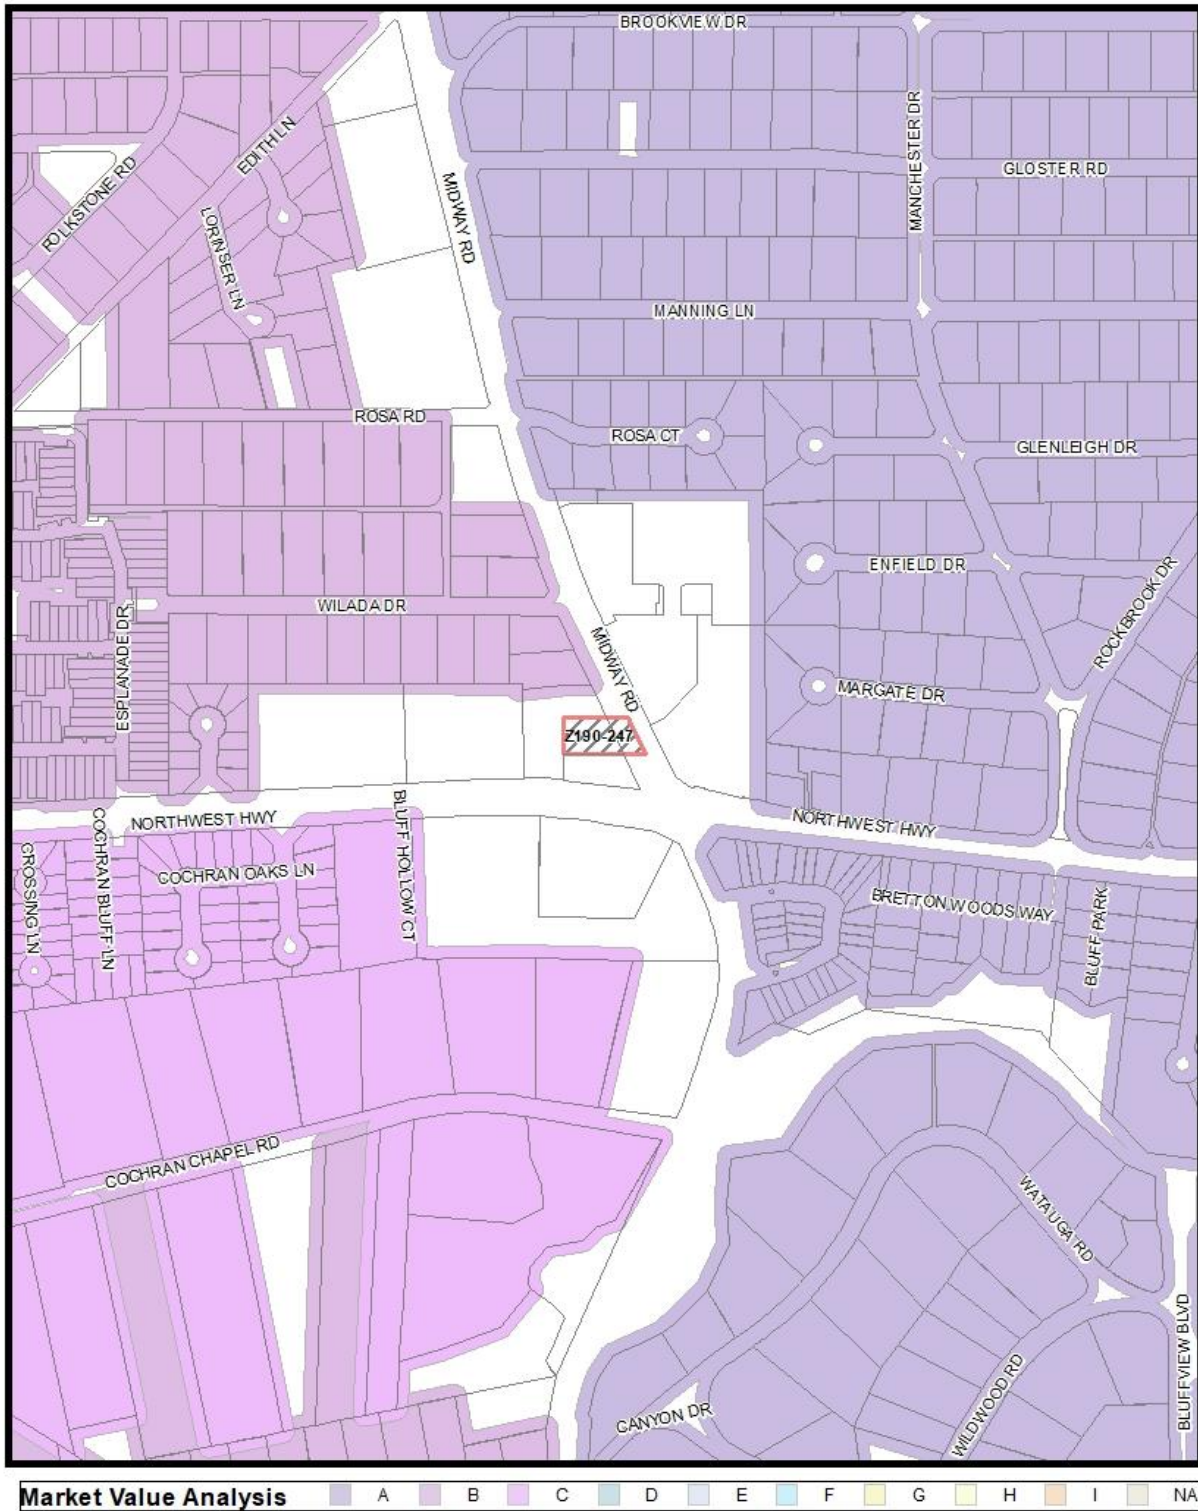 BROOKVIEW DR
MANCHESTER DR
EDITH LN
FOLKSTONE RD
GLOSTER RD
MIDWAY RD
LORINSER LN
MANNING LN
ROSA RD
ROSA CT
GLENLEIGH DR
ENFIELD DR
ROCKBROOK DR
WILADA DR
ESPLANADE DR
MIDWAY RD
MARGATE DR
Z190-247
NORTHWEST HWY
NORTHWEST HWY
BLUFF HOLLOW CT
COCHRAN BLUFF LN
CROSSING LN
COCHRAN OAKS LN
BRETTON WOODS WAY
BLUFF PARK
COCHRAN CHAPEL RD
WATAUGA RD
BLUFFVIEW BLVD
WILDWOOD RD
CANYON DR
Market Value Analysis A B C D E F G H I NA